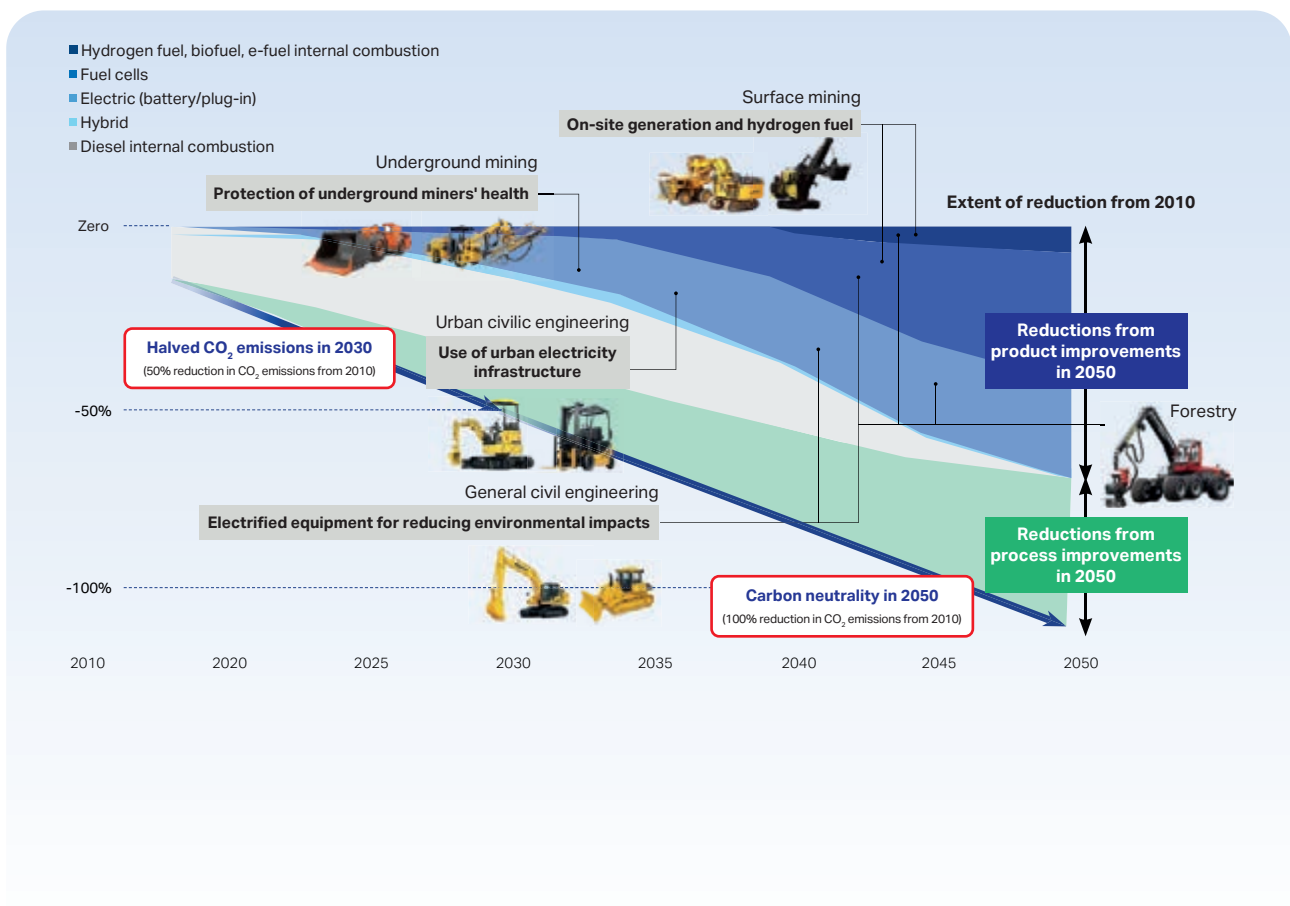 Hydrogen fuel, biofuel, e-fuel internal combustion
Fuel cells
Electric (battery/plug-in)
Hybrid
Diesel internal combustion
Surface mining
On-site generation and hydrogen fuel
Underground mining
Protection of underground miners' health
Extent of reduction from 2010
Zero
Urban civilic engineering
Use of urban electricity
infrastructure
Halved CO₂ emissions in 2030
(50% reduction in CO₂ emissions from 2010)
Reductions from
product improvements
in 2050
-50%
Forestry
General civil engineering
Electrified equipment for reducing environmental impacts
Reductions from
process improvements
in 2050
-100%
Carbon neutrality in 2050
(100% reduction in CO₂ emissions from 2010)
2010 2020 2025 2030 2035 2040 2045 2050